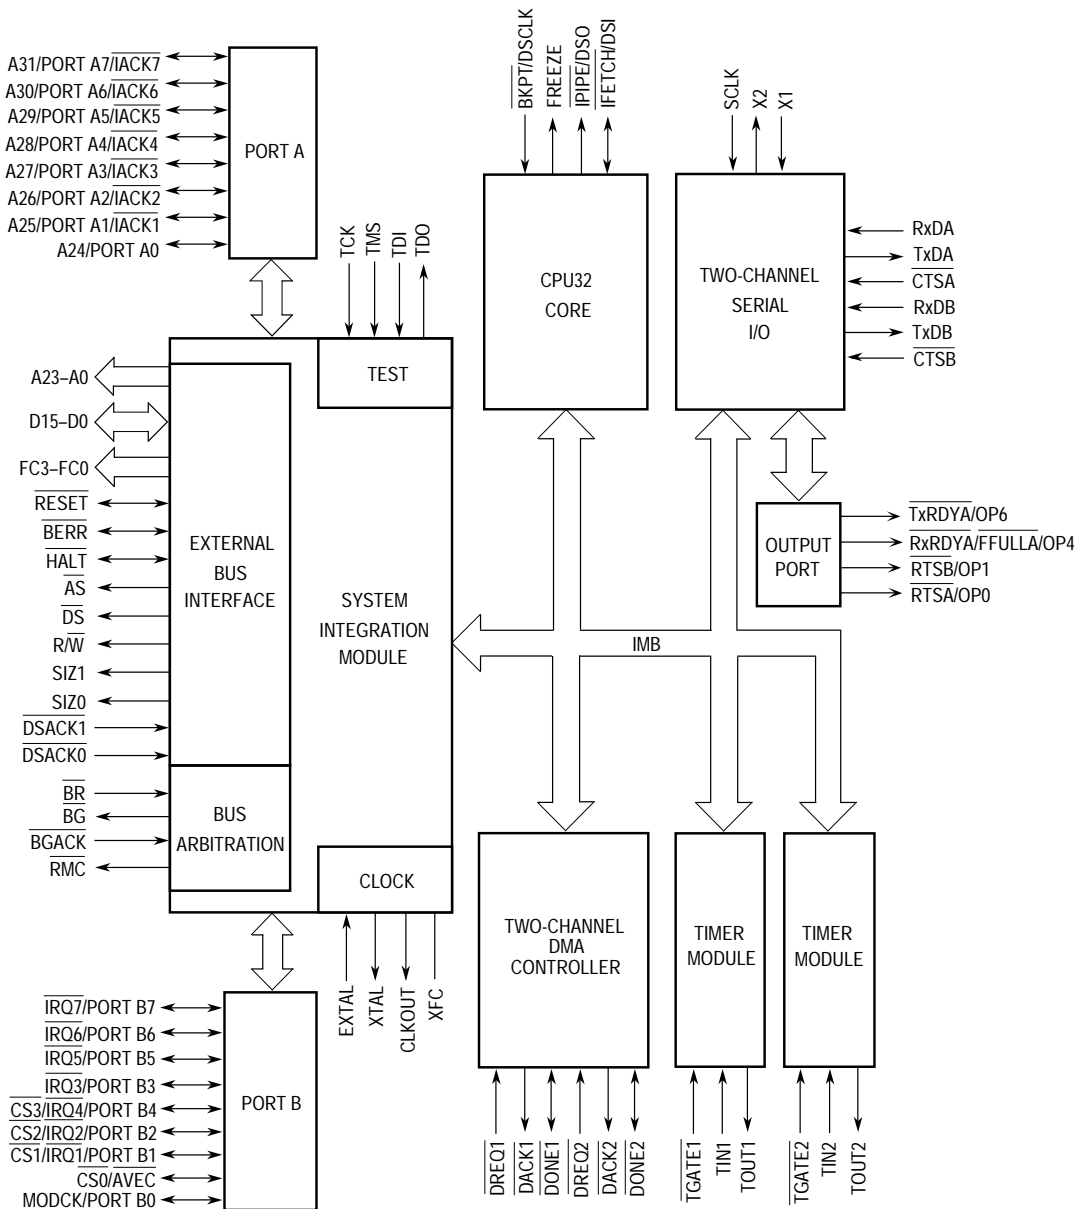 A31/PORT A7/IACK7
A30/PORT A6/IACK6
A29/PORT A5/IACK5
A28/PORT A4/IACK4
A27/PORT A3/IACK3
A26/PORT A2/IACK2
A25/PORT A1/IACK1
A24/PORT A0
PORT A
TCK
TMS
TDI
TDO
TEST
BKPT/DSCLK
FREEZE
IPIPE/DSO
IFETCH/DSI
CPU32
CORE
SCLK
X2
X1
TWO-CHANNEL
SERIAL
I/O
RxDA
TxDA
CTSA
RxDB
TxDB
CTSB
A23–A0
D15–D0
FC3–FC0
RESET
BERR
HALT
AS
DS
R/W
SIZ1
SIZ0
DSACK1
DSACK0
BR
BG
BGACK
RMC
EXTERNAL
BUS
INTERFACE
SYSTEM
INTEGRATION
MODULE
BUS
ARBITRATION
CLOCK
OUTPUT
PORT
TxRDYA/OP6
RxRDYA/FFULLA/OP4
RTSB/OP1
RTSA/OP0
IMB
EXTAL
XTAL
CLKOUT
XFC
TWO-CHANNEL
DMA
CONTROLLER
TIMER
MODULE
TIMER
MODULE
IRQ7/PORT B7
IRQ6/PORT B6
IRQ5/PORT B5
IRQ3/PORT B3
CS3/IRQ4/PORT B4
CS2/IRQ2/PORT B2
CS1/IRQ1/PORT B1
CS0/AVEC
MODCK/PORT B0
PORT B
DREQ1
DACK1
DONE1
DREQ2
DACK2
DONE2
TGATE1
TIN1
TOUT1
TGATE2
TIN2
TOUT2